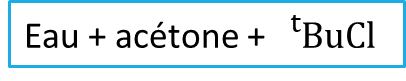 Eau + acétone + ᵗBuCl